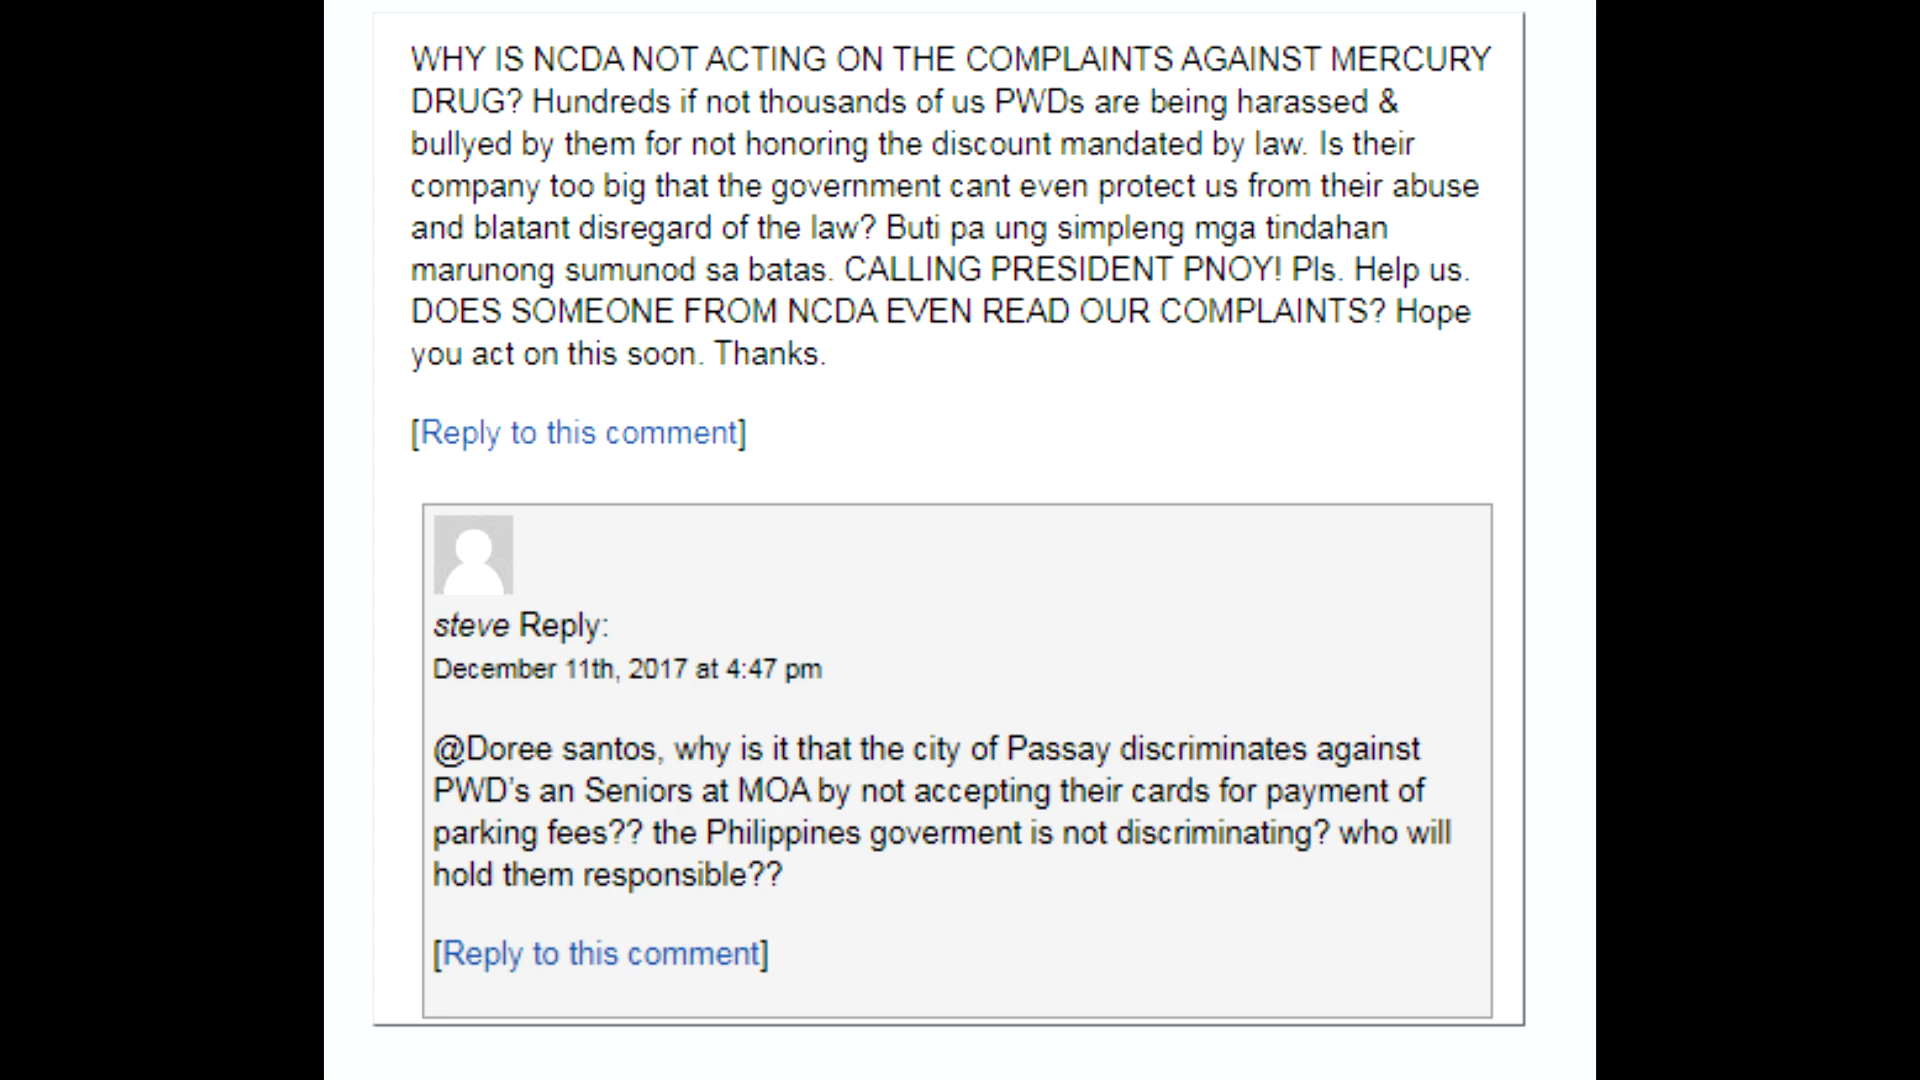 WHY IS NCDA NOT ACTING ON THE COMPLAINTS AGAINST MERCURY
DRUG? Hundreds if not thousands of us PWDs are being harassed &
bullyed by them for not honoring the discount mandated by law. Is their
company too big that the government cant even protect us from their abuse
and blatant disregard of the law? Buti pa ung simpleng mga tindahan
marunong sumunod sa batas. CALLING PRESIDENT PNOY! Pls. Help us.
DOES SOMEONE FROM NCDA EVEN READ OUR COMPLAINTS? Hope
you act on this soon. Thanks.
[Reply to this comment]
steve Reply:
December 11th, 2017 at 4:47 pm
@Doree santos, why is it that the city of Passay discriminates against
PWD’s an Seniors at MOA by not accepting their cards for payment of
parking fees?? the Philippines goverment is not discriminating? who will
hold them responsible??
[Reply to this comment]